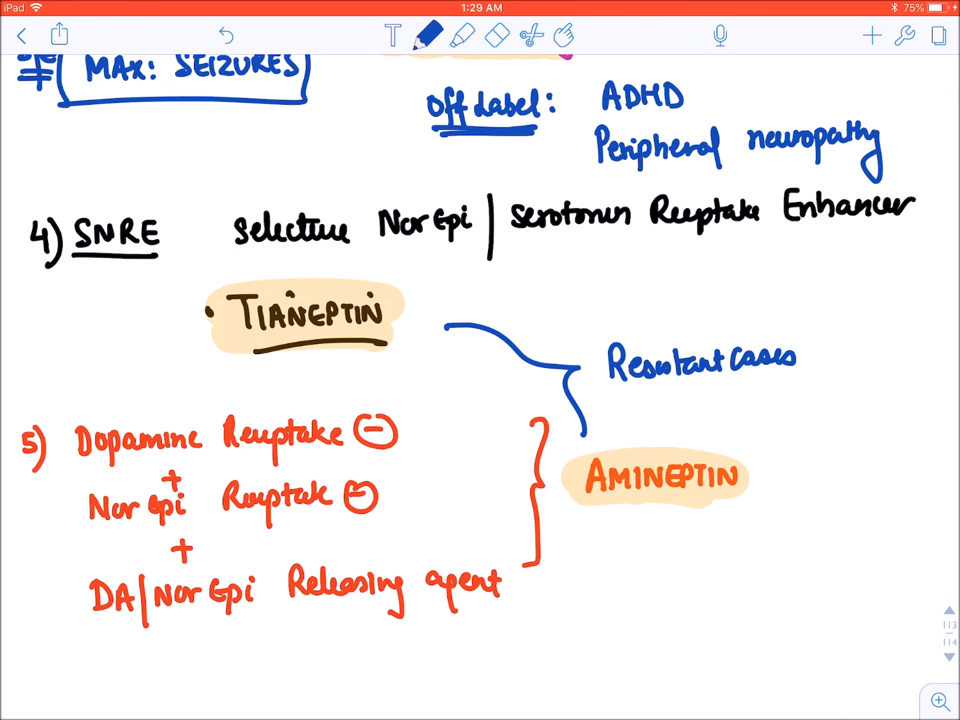 iPad 1:29 AM 75%
T
MAX: SEIZURES
Off Label: ADHD
Peripheral neuropathy
4) SNRE Selective Nor Epi | Serotonin Reuptake Enhancer
• TIANEPTIN
Resistant cases
5) Dopamine Reuptake ⊖
+
Nor Epi Reuptake ⊖
AMINEPTIN
+
DA|Nor Epi Releasing agent
113
114